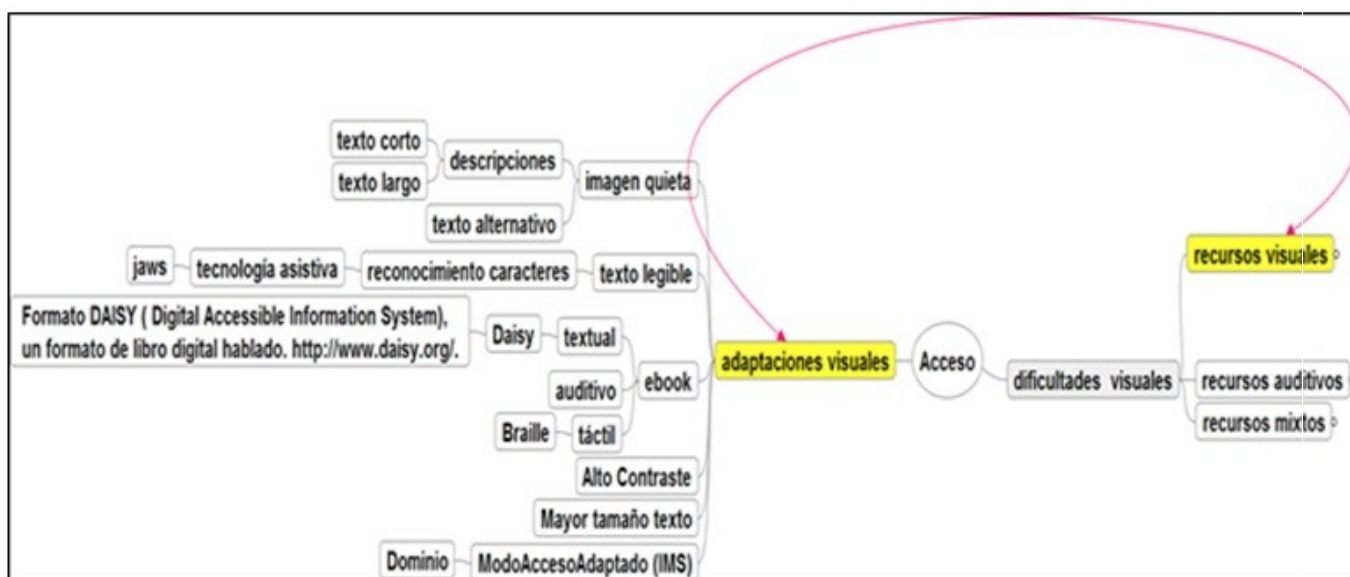 texto corto
descripciones
texto largo
imagen quieta
texto alternativo
jaws
tecnología asistiva
reconocimiento caracteres
texto legible
recursos visuales
Formato DAISY ( Digital Accessible Information System),
un formato de libro digital hablado. http://www.daisy.org/.
Daisy
textual
auditivo
ebook
Braille
táctil
adaptaciones visuales
Acceso
dificultades visuales
recursos auditivos
recursos mixtos
Alto Contraste
Mayor tamaño texto
Dominio
ModoAccesoAdaptado (IMS)